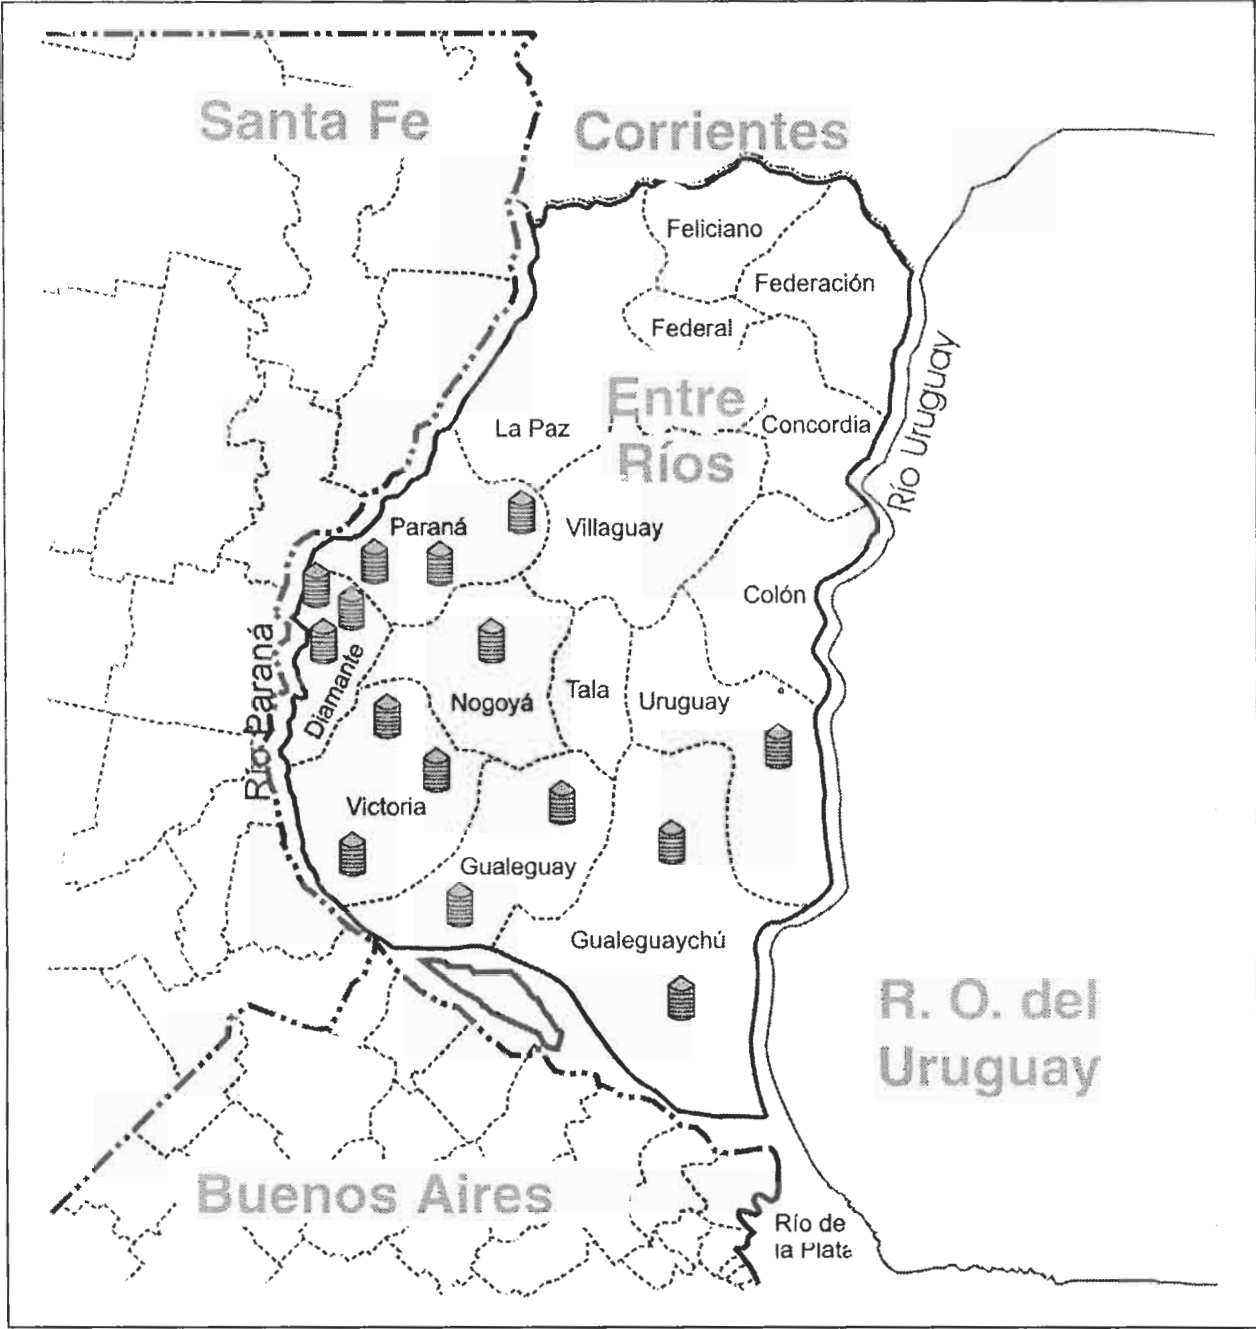 Santa Fe
Corrientes
Feliciano
Federación
Federal
Río Uruguay
Entre
Ríos
La Paz
Concordia
Paraná
Villaguay
Colón
Río Parana
Diamante
Nogoyá
Tala
Uruguay
Victoria
Gualeguay
Gualeguaychú
R. O. del
Uruguay
Buenos Aires
Río de
la Plata